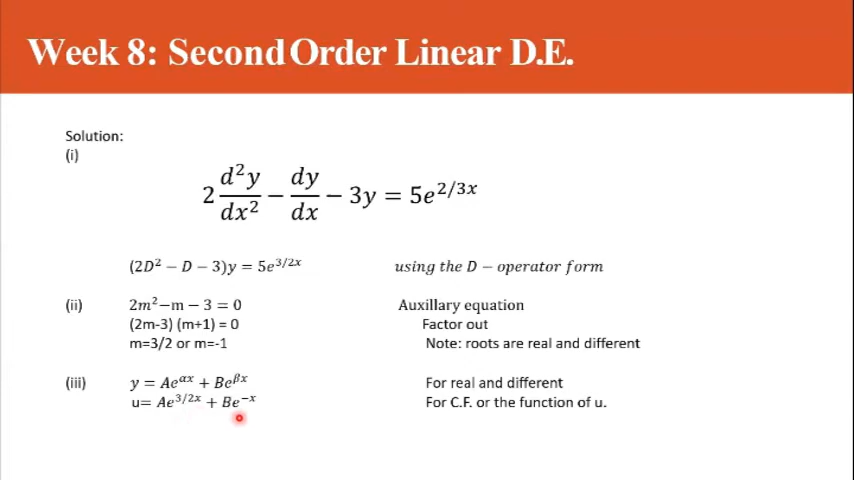 Week 8: Second Order Linear D.E.
Solution:
(i)
2 d²y/dx² − dy/dx − 3y = 5e^{2/3x}
(2D² − D − 3)y = 5e^{3/2x} using the D − operator form
(ii) 2m²−m − 3 = 0 Auxillary equation
(2m-3) (m+1) = 0 Factor out
m=3/2 or m=-1 Note: roots are real and different
(iii) y = Ae^{αx} + Be^{βx} For real and different
u= Ae^{3/2x} + Be^{−x} For C.F. or the function of u.